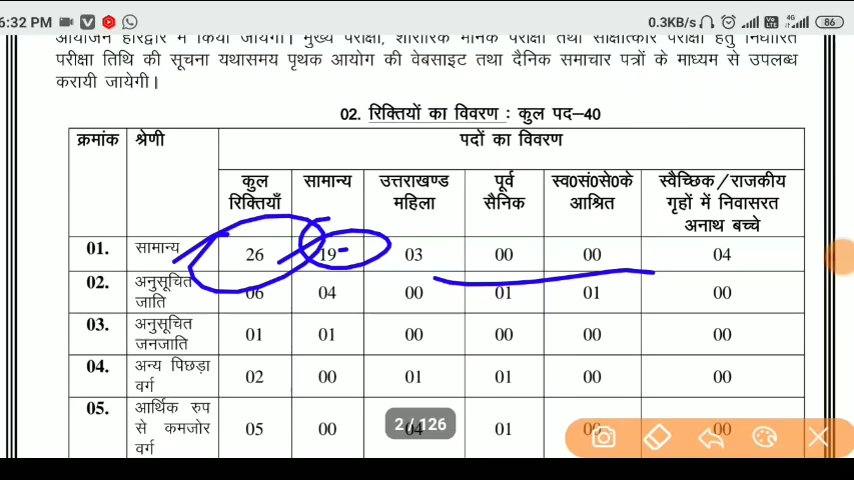 6:32 PM 0.3KB/s 4G 86
आयोजन हरिद्वार में किया जायेगा। मुख्य परीक्षा, शारीरिक मानक परीक्षा तथा साक्षात्कार परीक्षा हेतु निर्धारित
परीक्षा तिथि की सूचना यथासमय पृथक आयोग की वेबसाइट तथा दैनिक समाचार पत्रों के माध्यम से उपलब्ध
करायी जायेगी।
02. रिक्तियों का विवरण : कुल पद–40
क्रमांक श्रेणी पदों का विवरण
कुल रिक्तियाँ सामान्य उत्तराखण्ड महिला पूर्व सैनिक स्व0सं0से0के आश्रित स्वैच्छिक/राजकीय गृहों में निवासरत अनाथ बच्चे
01. सामान्य 26 19 03 00 00 04
02. अनुसूचित जाति 06 04 00 01 01 00
03. अनुसूचित जनजाति 01 01 00 00 00 00
04. अन्य पिछड़ा वर्ग 02 00 01 01 00 00
05. आर्थिक रुप से कमजोर वर्ग 05 00 04 01 00 00
2 / 126